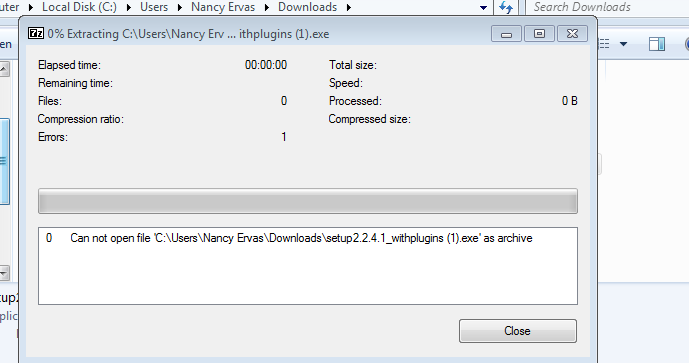 uter ▸ Local Disk (C:) ▸ Users ▸ Nancy Ervas ▸ Downloads ▸ Search Downloads
7z 0% Extracting C:\Users\Nancy Erv ... ithplugins (1).exe
en
Elapsed time: 00:00:00 Total size:
Remaining time: Speed:
Files: 0 Processed: 0 B
Compression ratio: Compressed size:
Errors: 1
0 Can not open file 'C:\Users\Nancy Ervas\Downloads\setup2.2.4.1_withplugins (1).exe' as archive
tup2
plic
Close